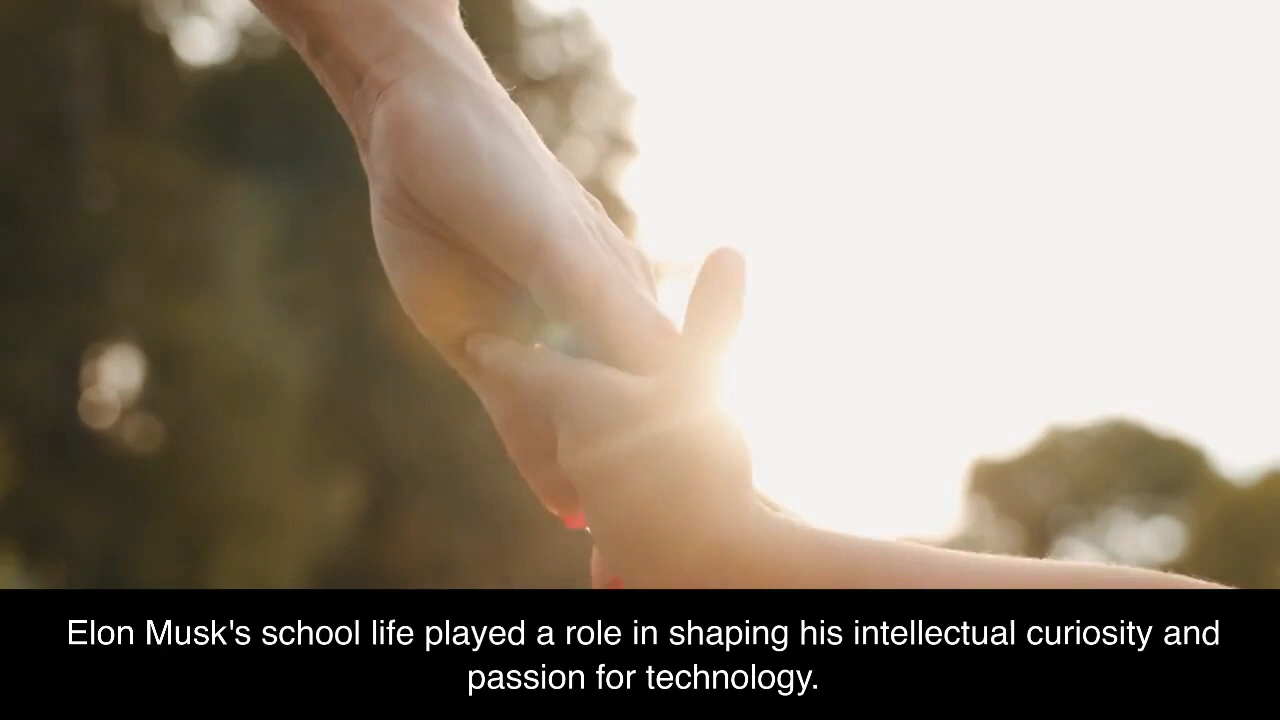 Elon Musk's school life played a role in shaping his intellectual curiosity and
passion for technology.